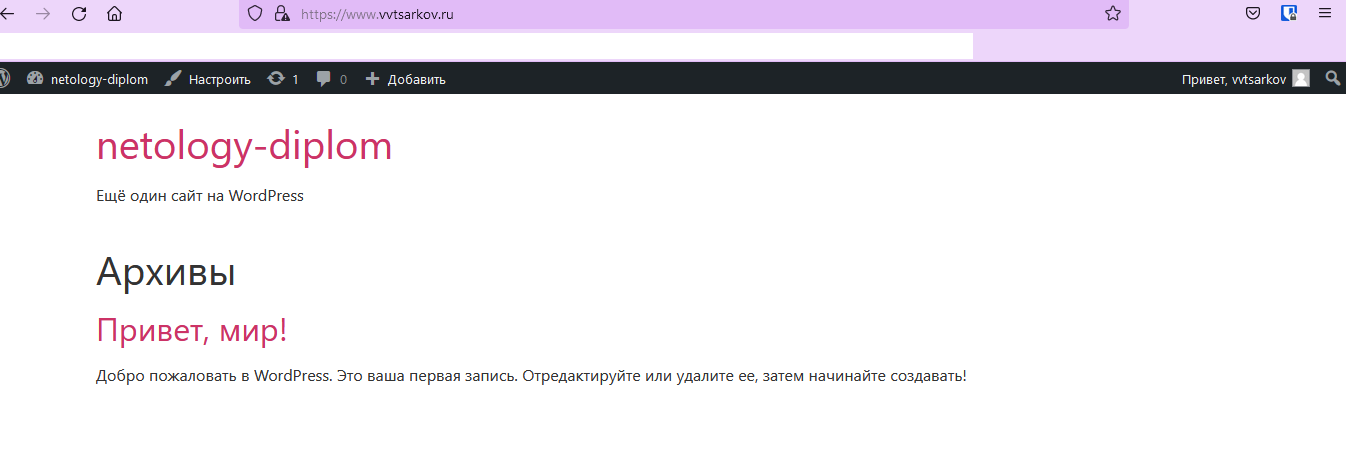 https://www.vvtsarkov.ru
netology-diplom Настроить 1 0 Добавить Привет, vvtsarkov
netology-diplom
Ещё один сайт на WordPress
Архивы
Привет, мир!
Добро пожаловать в WordPress. Это ваша первая запись. Отредактируйте или удалите ее, затем начинайте создавать!